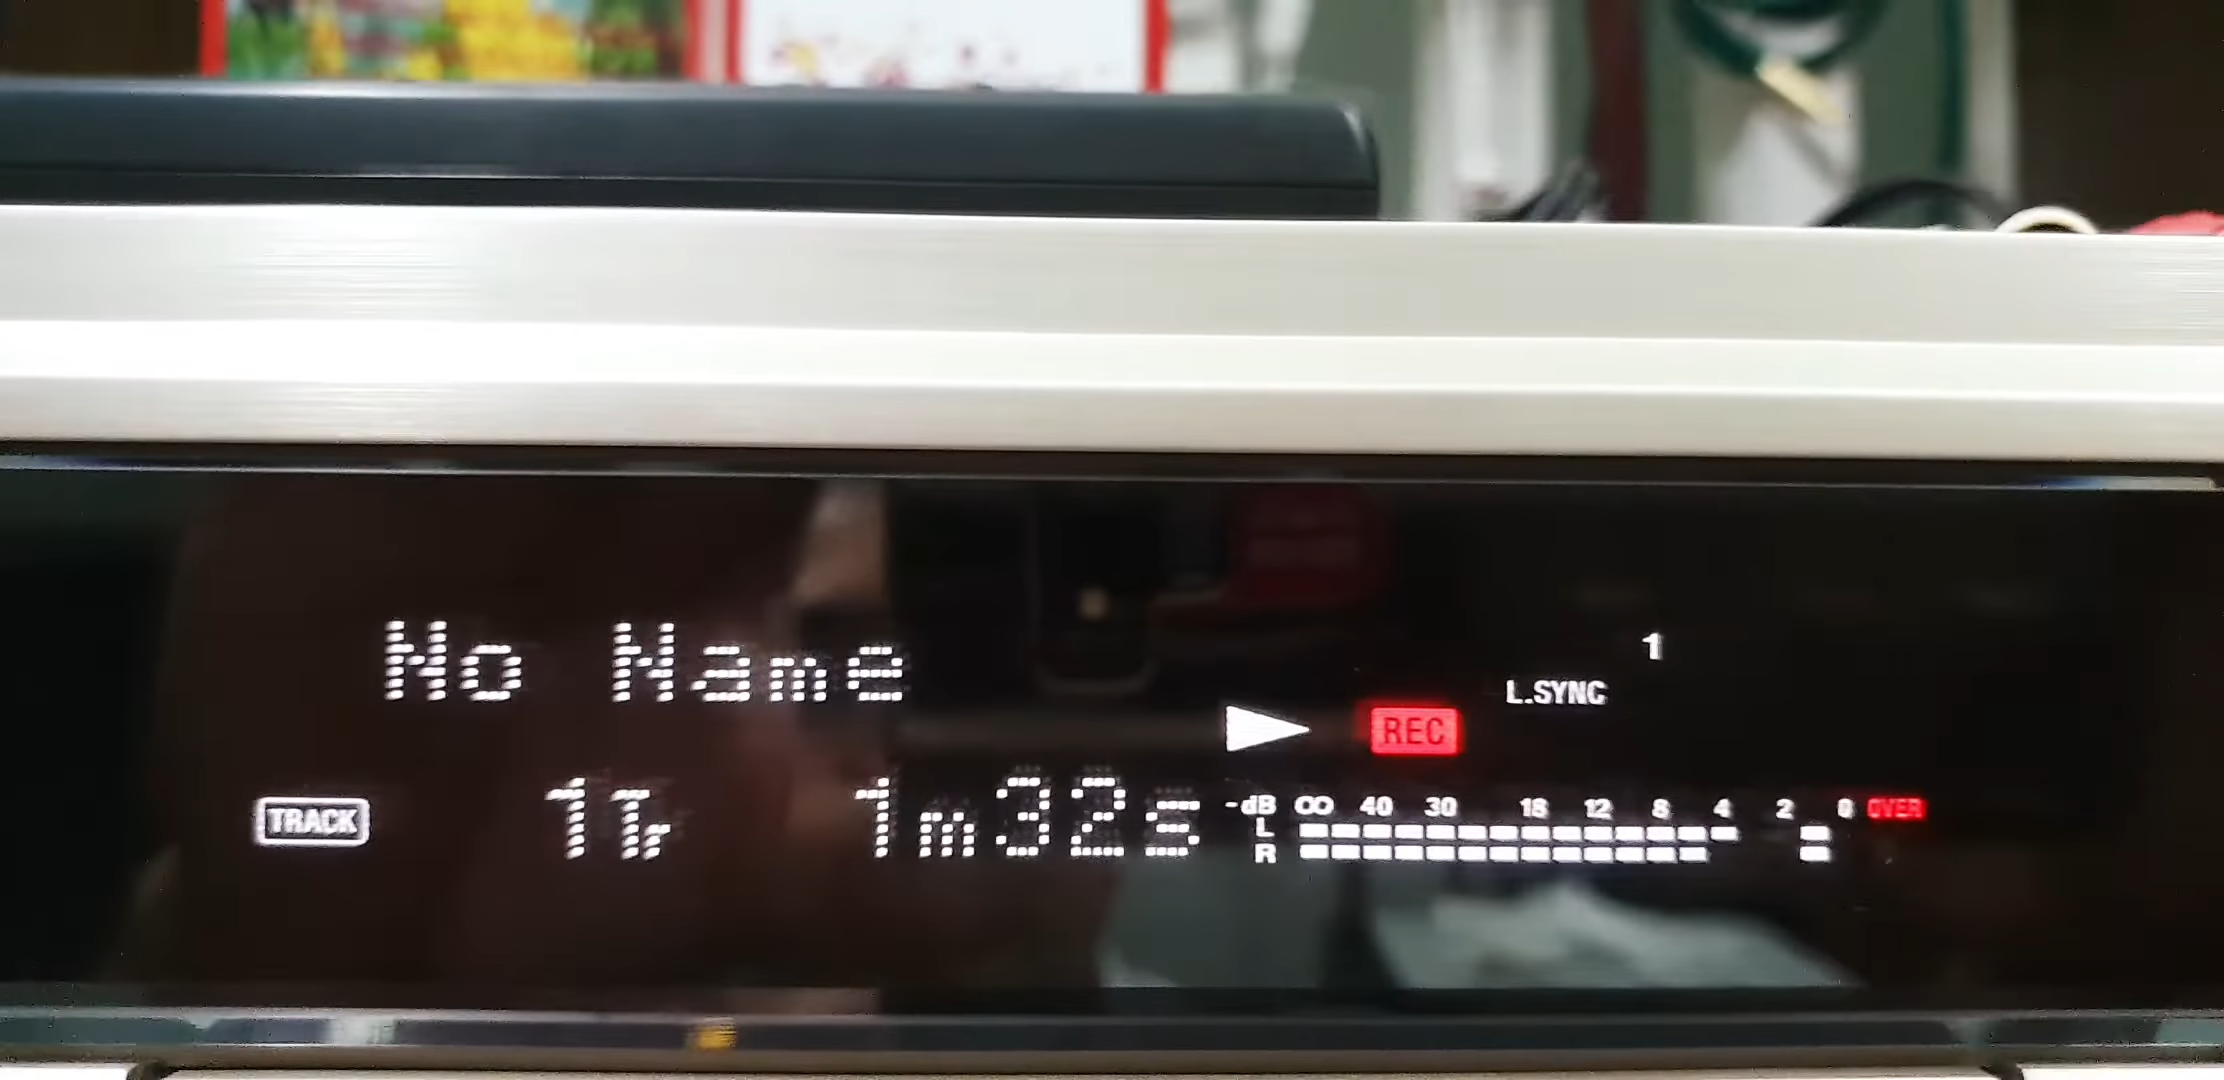 No Name
1
L.SYNC
REC
TRACK 1Tr 1m32s
-dB ∞ 40 30 18 12 8 4 2 0 OVER
L
R